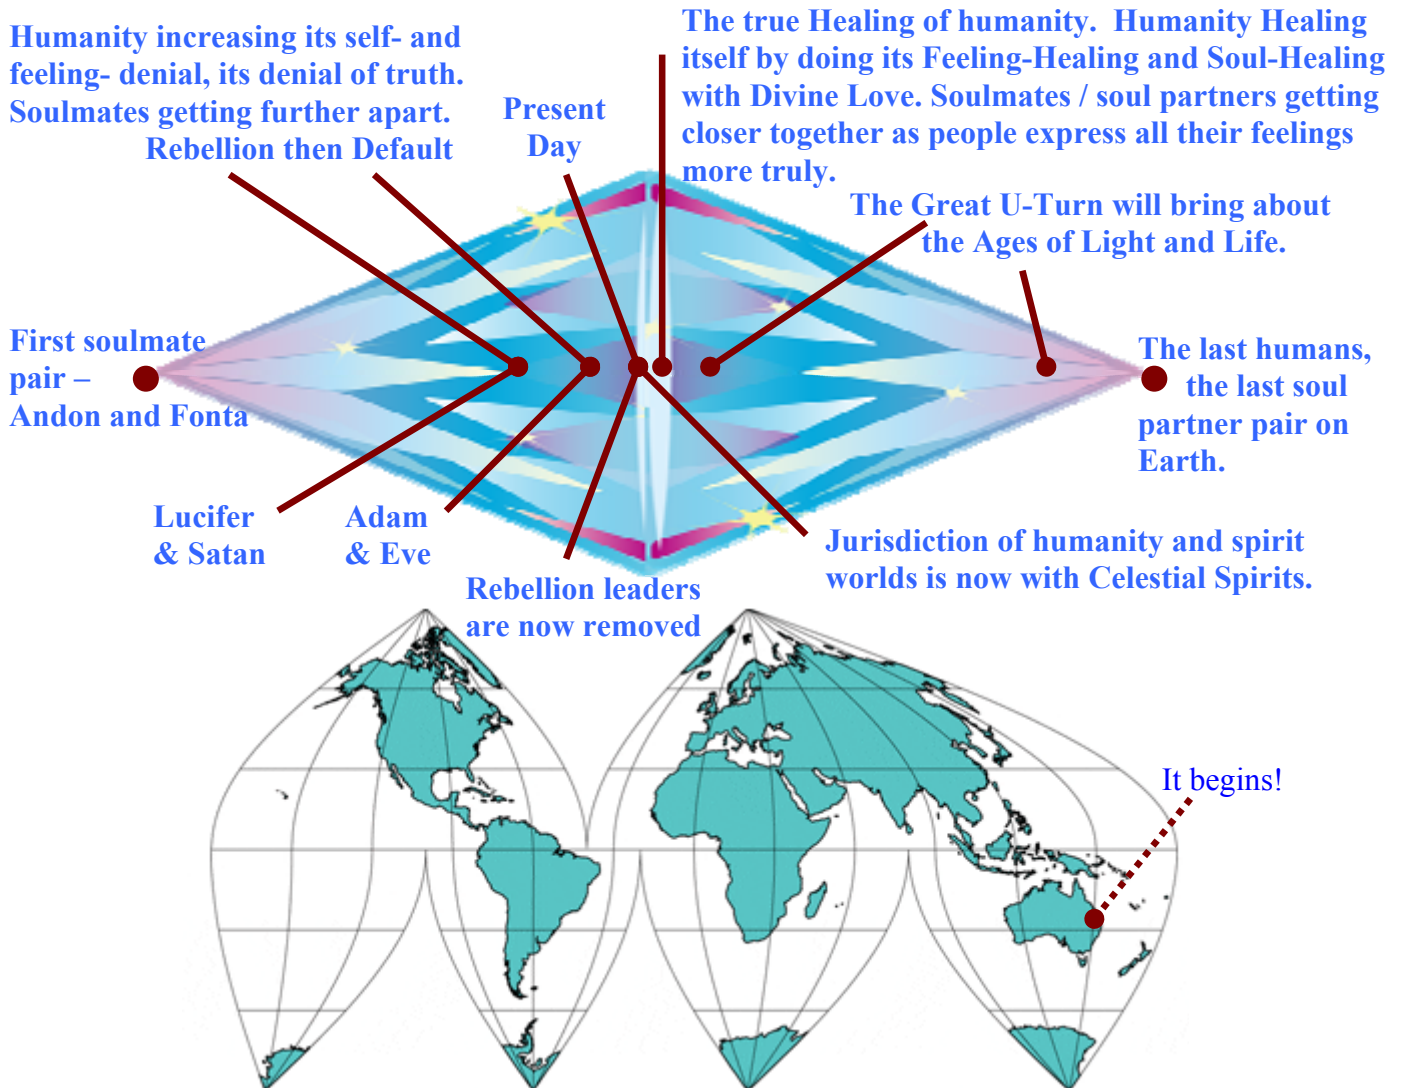 Humanity increasing its self- and
feeling- denial, its denial of truth.
Soulmates getting further apart.
Rebellion then Default
Present
Day
The true Healing of humanity.  Humanity Healing
itself by doing its Feeling-Healing and Soul-Healing
with Divine Love. Soulmates / soul partners getting
closer together as people express all their feelings
more truly.
The Great U-Turn will bring about
the Ages of Light and Life.
First soulmate
pair –
Andon and Fonta
The last humans,
the last soul
partner pair on
Earth.
Lucifer
& Satan
Adam
& Eve
Rebellion leaders
are now removed
Jurisdiction of humanity and spirit
worlds is now with Celestial Spirits.
It begins!